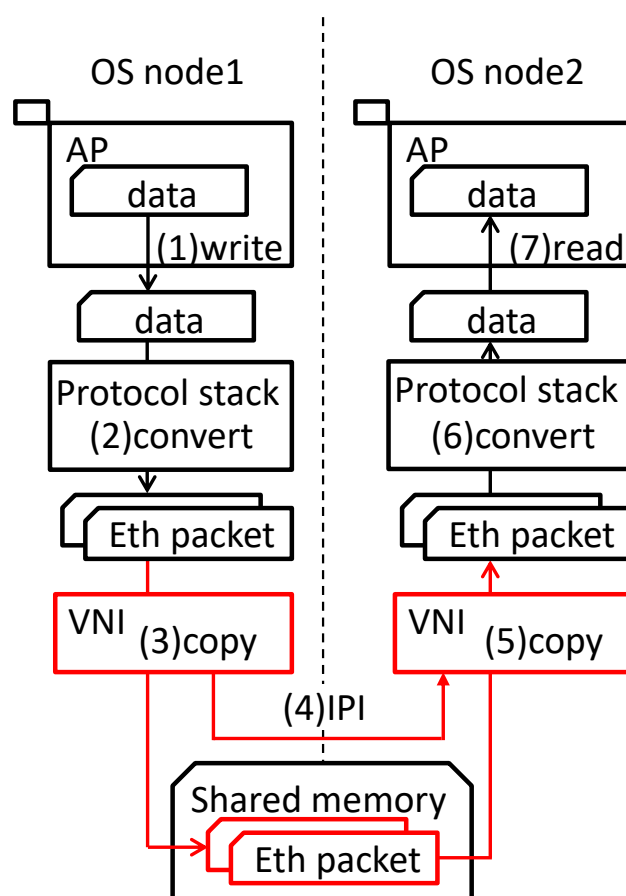 OS node1
OS node2
AP
data
(1)write
data
Protocol stack
(2)convert
Eth packet
VNI
(3)copy
AP
data
(7)read
data
Protocol stack
(6)convert
Eth packet
VNI
(5)copy
(4)IPI
Shared memory
Eth packet